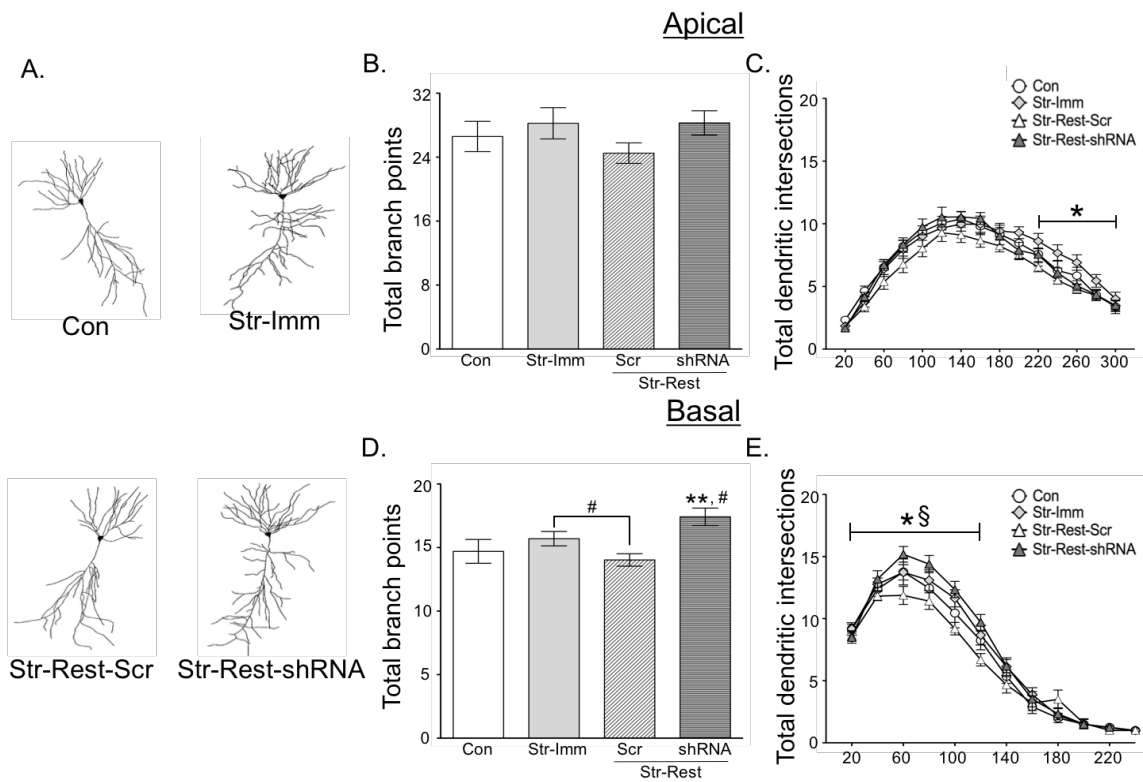 Apical
A.
Con
Str-Imm
Str-Rest-Scr
Str-Rest-shRNA
B.
Total branch points
32
24
16
8
0
Con
Str-Imm
Scr
shRNA
Str-Rest
C.
Total dendritic intersections
20
15
10
5
0
Con
Str-Imm
Str-Rest-Scr
Str-Rest-shRNA
*
20 60 100 140 180 220 260 300
Basal
D.
Total branch points
20
15
10
5
0
#
**, #
Con
Str-Imm
Scr
shRNA
Str-Rest
E.
Total dendritic intersections
20
15
10
5
0
* §
Con
Str-Imm
Str-Rest-Scr
Str-Rest-shRNA
20 60 100 140 180 220